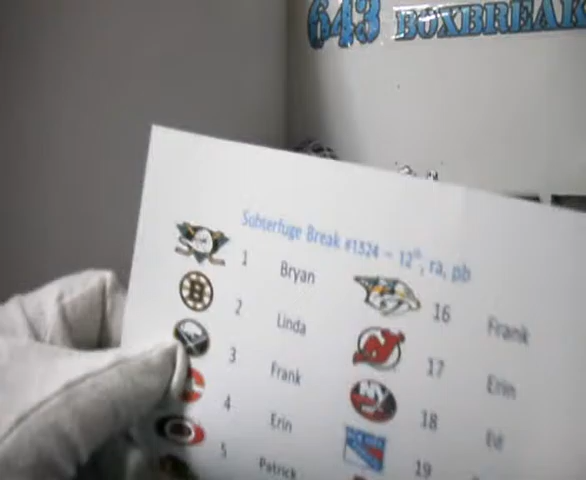 643 BOXBREAK
Subterfuge Break #1324 - 12th, ra, pb
1 Bryan
2 Linda
3 Frank
4 Erin
5 Patrick
16 Frank
17 Erin
18 Ed
19